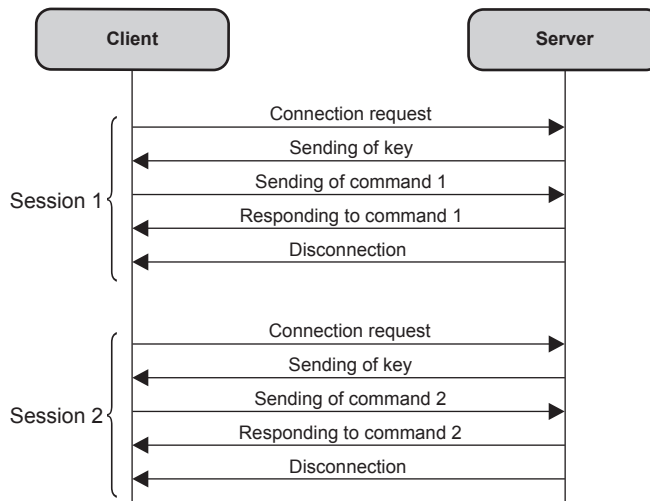 Client
Server
Connection request
Sending of key
Session 1
Sending of command 1
Responding to command 1
Disconnection
Connection request
Sending of key
Session 2
Sending of command 2
Responding to command 2
Disconnection